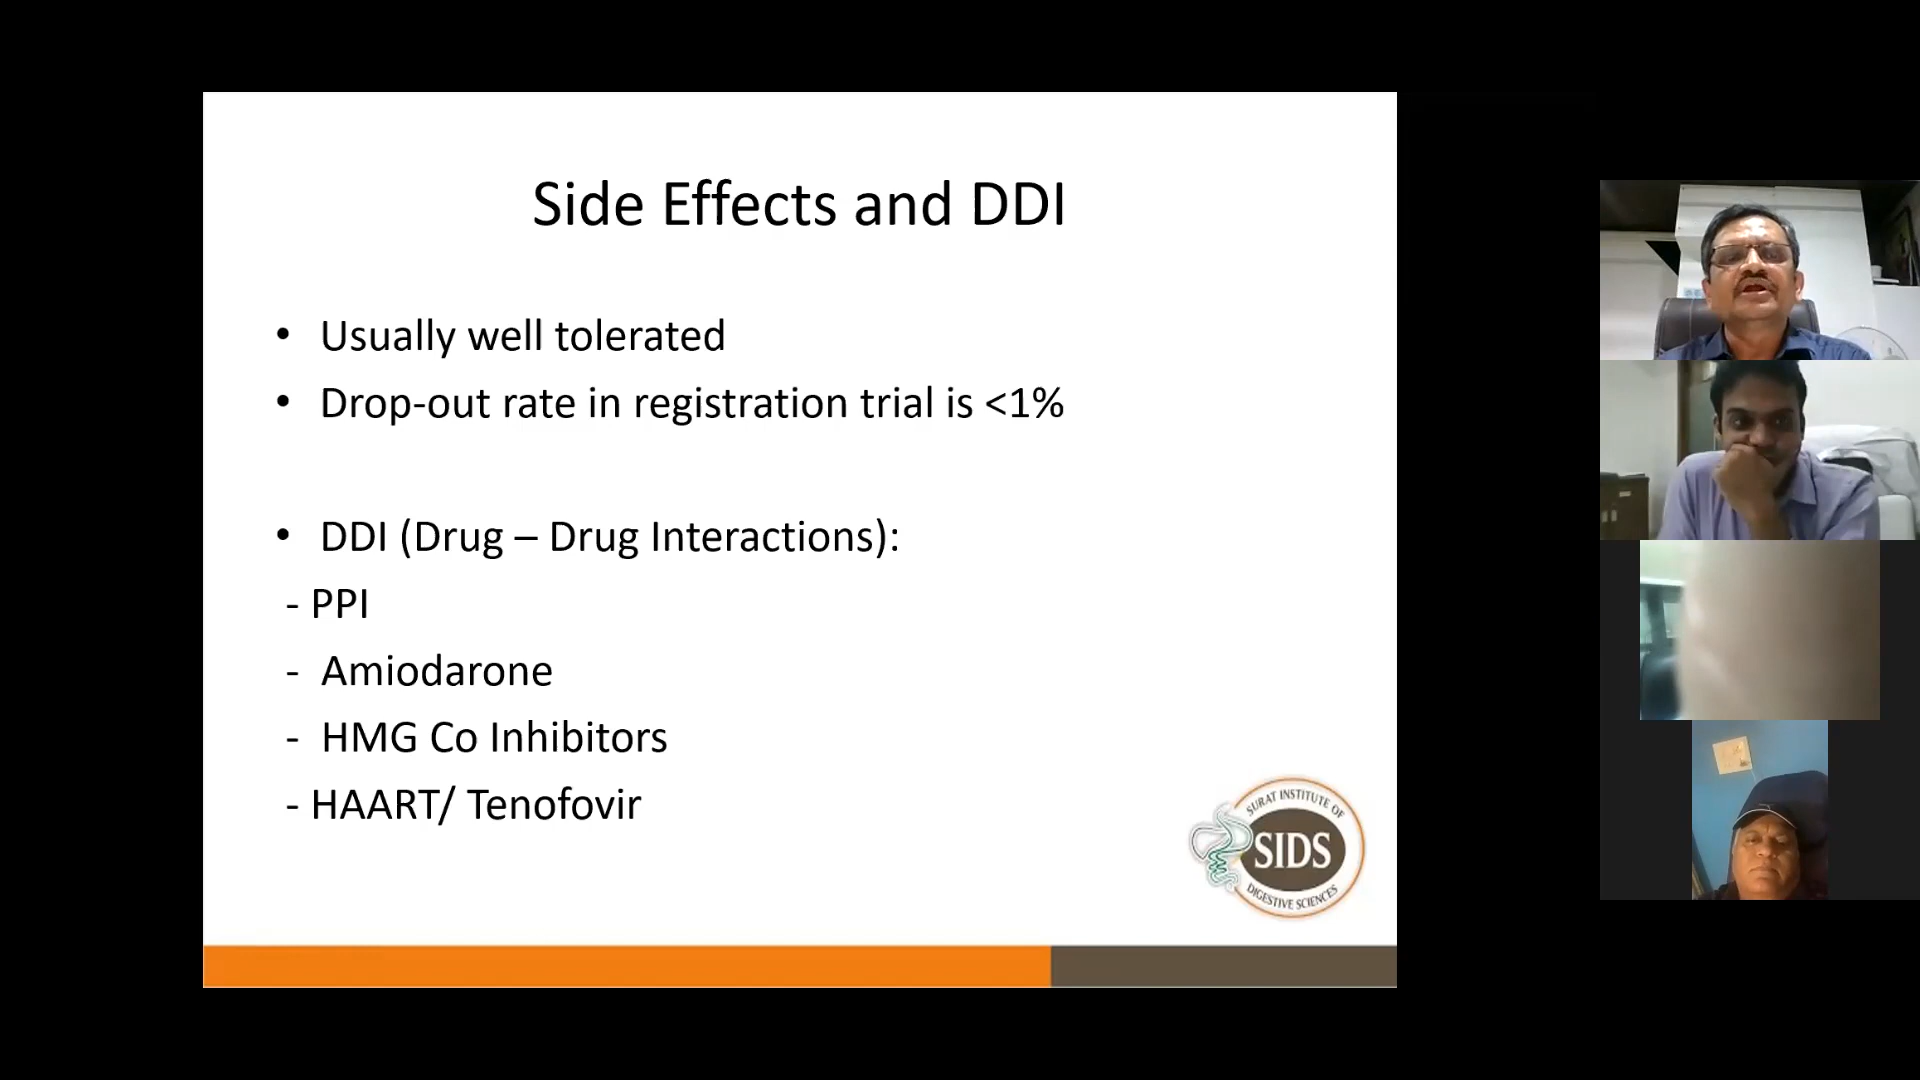 Side Effects and DDI
• Usually well tolerated
• Drop-out rate in registration trial is <1%
• DDI (Drug – Drug Interactions):
- PPI
- Amiodarone
- HMG Co Inhibitors
- HAART/ Tenofovir
SURAT INSTITUTE OF
SIDS
DIGESTIVE SCIENCES